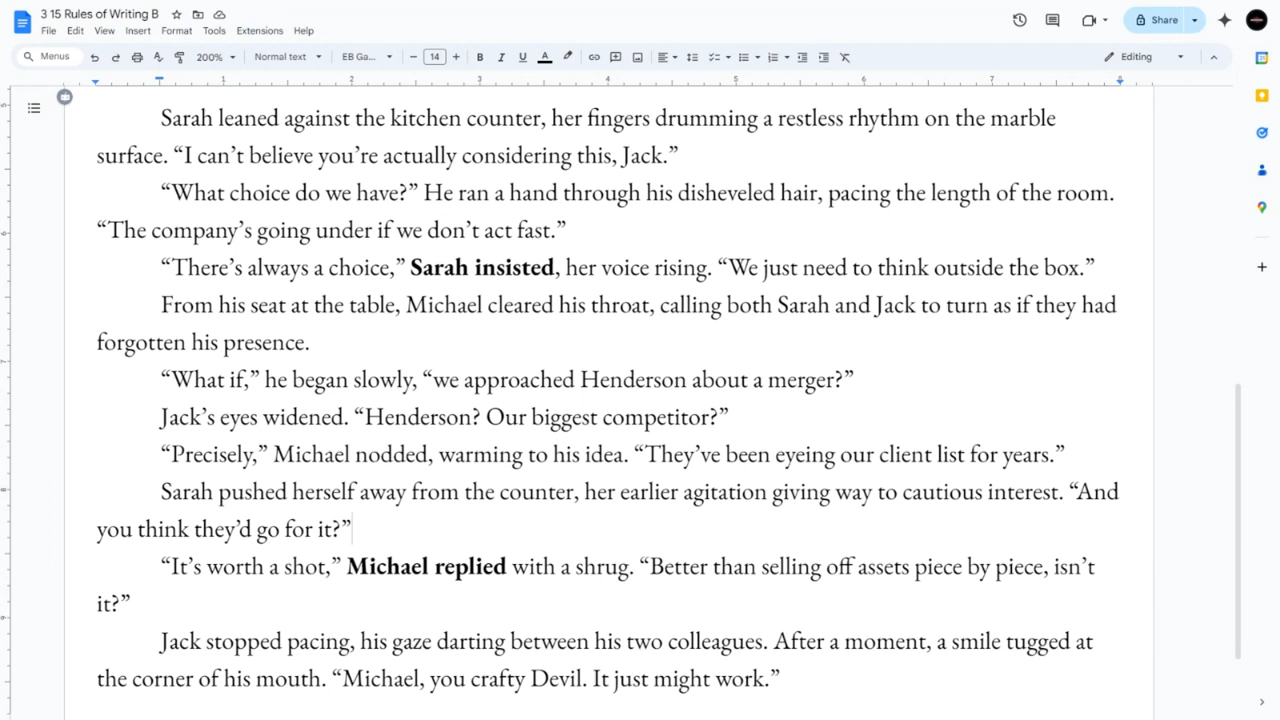 3 15 Rules of Writing B
File Edit View Insert Format Tools Extensions Help
Share
Menus 200% Normal text EB Ga... 14 B I U A Editing
1 2 3 4 5 6 7
Sarah leaned against the kitchen counter, her fingers drumming a restless rhythm on the marble
surface. “I can’t believe you’re actually considering this, Jack.”
“What choice do we have?” He ran a hand through his disheveled hair, pacing the length of the room.
“The company’s going under if we don’t act fast.”
“There’s always a choice,” Sarah insisted, her voice rising. “We just need to think outside the box.”
From his seat at the table, Michael cleared his throat, calling both Sarah and Jack to turn as if they had
forgotten his presence.
“What if,” he began slowly, “we approached Henderson about a merger?”
Jack’s eyes widened. “Henderson? Our biggest competitor?”
“Precisely,” Michael nodded, warming to his idea. “They’ve been eyeing our client list for years.”
Sarah pushed herself away from the counter, her earlier agitation giving way to cautious interest. “And
you think they’d go for it?”
“It’s worth a shot,” Michael replied with a shrug. “Better than selling off assets piece by piece, isn’t
it?”
Jack stopped pacing, his gaze darting between his two colleagues. After a moment, a smile tugged at
the corner of his mouth. “Michael, you crafty Devil. It just might work.”